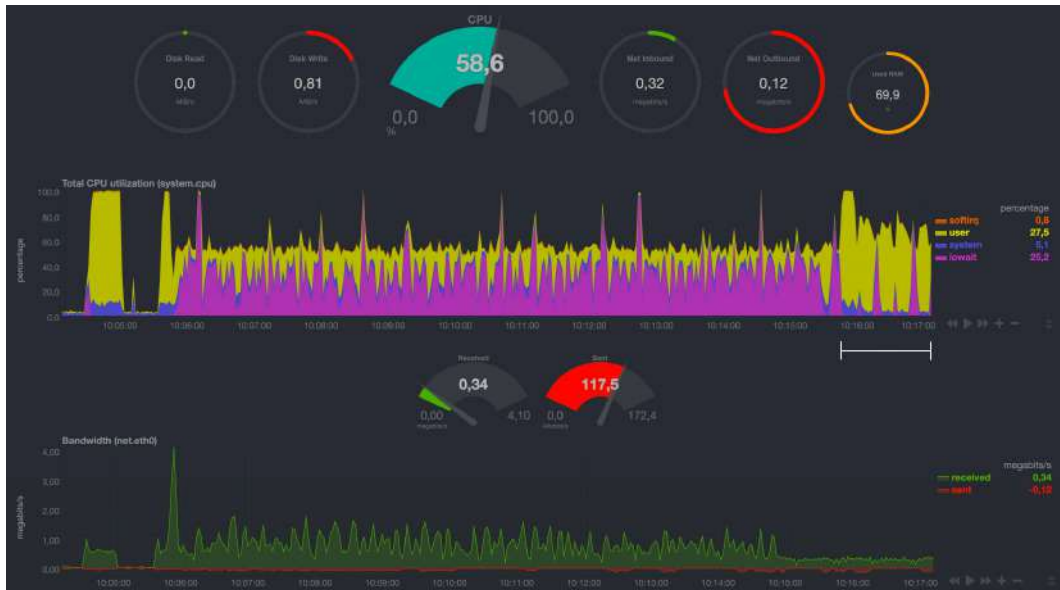 CPU
Disk Read
0,0
Disk Write
0,81
58,6
0,0
%
100,0
Net Inbound
0,32
megabits/s
Net Outbound
0,12
megabits/s
Used RAM
69,9
%
Total CPU utilization (system.cpu)
percentage
100,0
80,0
60,0
40,0
20,0
0,0
10:05:00 10:06:00 10:07:00 10:08:00 10:09:00 10:10:00 10:11:00 10:12:00 10:13:00 10:14:00 10:15:00 10:16:00 10:17:00
percentage
softirq 0,8
user 27,5
system 5,1
iowait 25,2
Received
0,34
0,00
4,10
megabits/s
Sent
117,5
0,0
172,4
Bandwidth (net.eth0)
megabits/s
4,00
3,00
2,00
1,00
0,00
10:05:00 10:06:00 10:07:00 10:08:00 10:09:00 10:10:00 10:11:00 10:12:00 10:13:00 10:14:00 10:15:00 10:16:00 10:17:00
megabits/s
received 0,34
sent -0,12